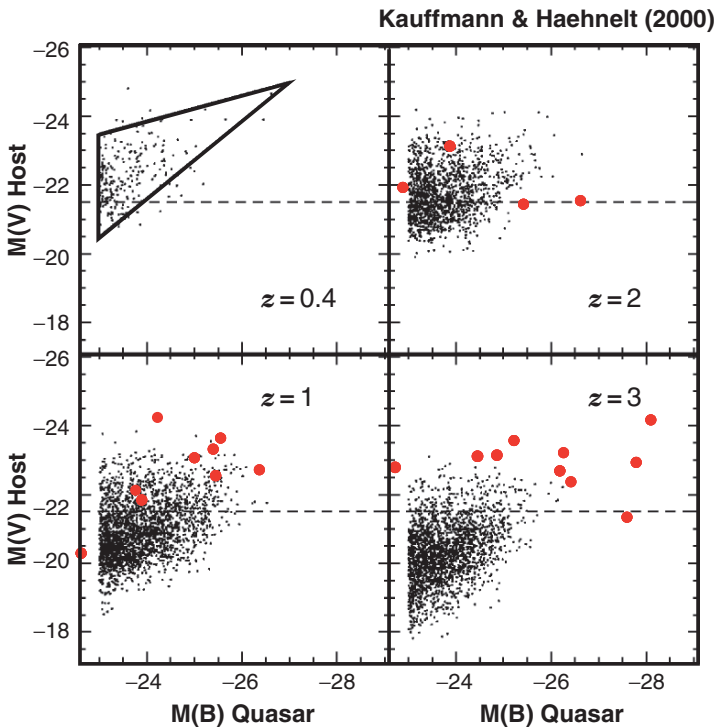 Kauffmann & Haehnelt (2000)
−26
−24
−22
−20
−18
M(V) Host
z = 0.4
z = 2
−26
−24
−22
−20
−18
M(V) Host
z = 1
z = 3
−24 −26 −28 −24 −26 −28
M(B) Quasar M(B) Quasar